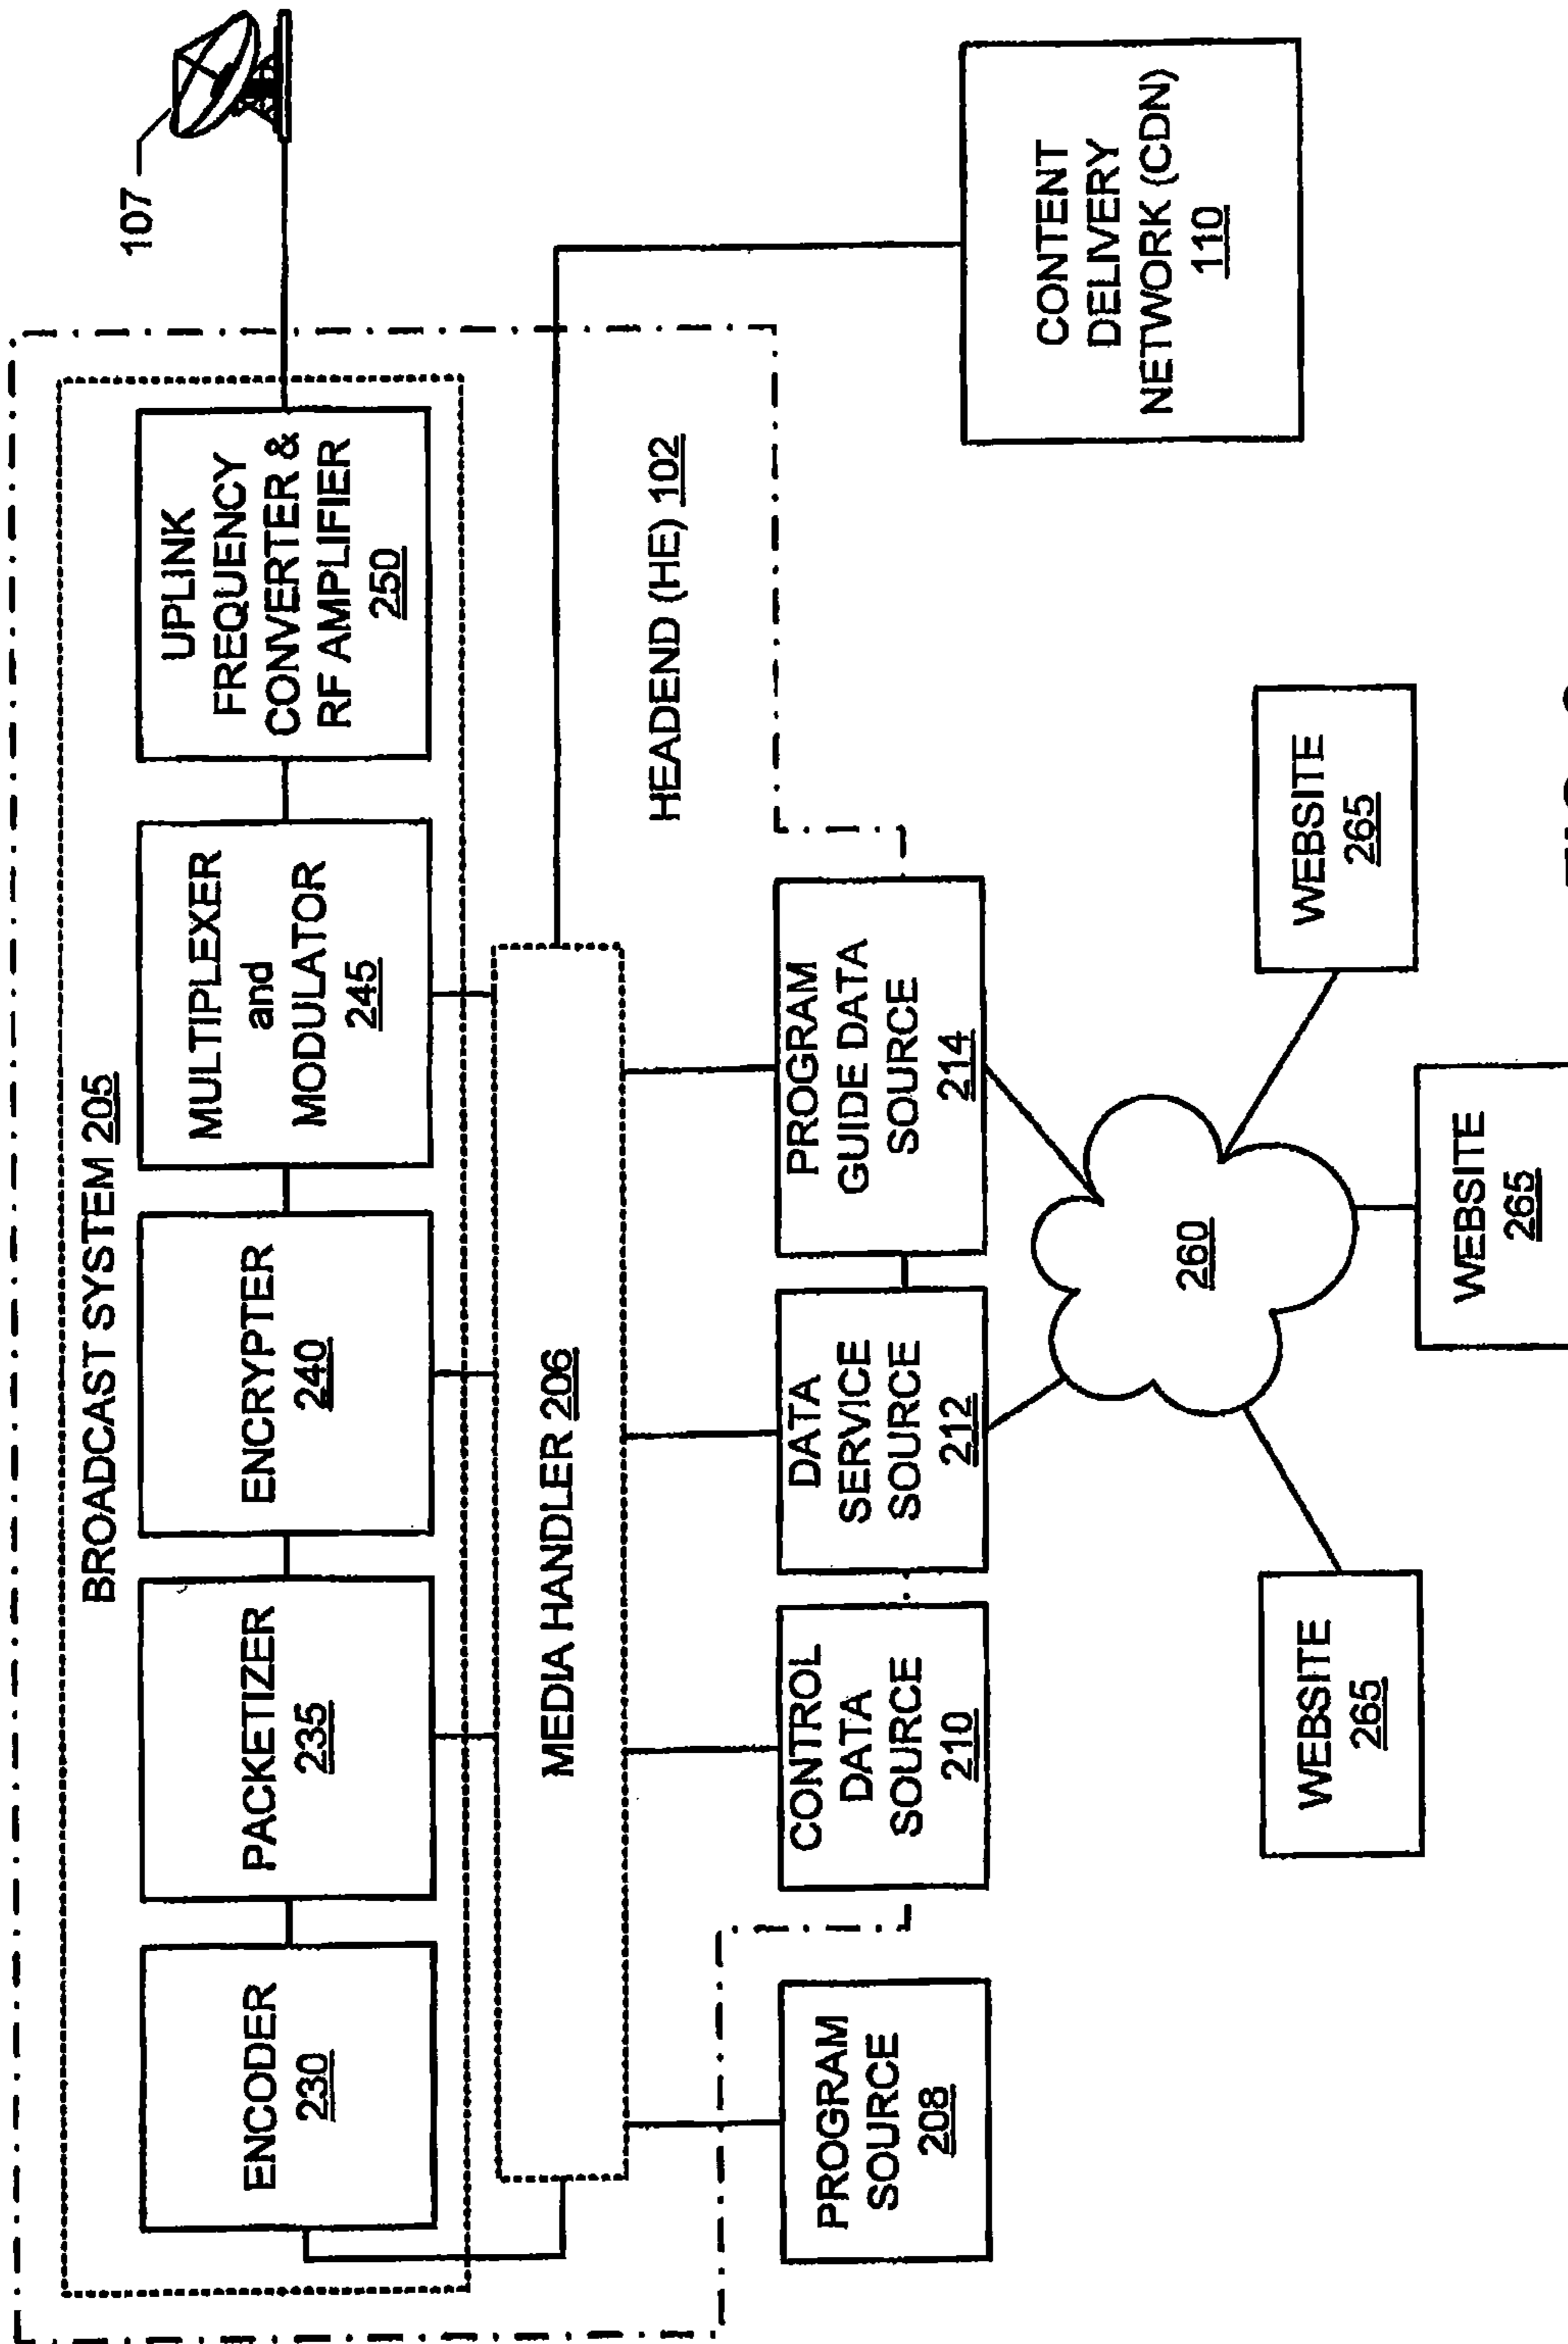 107
BROADCAST SYSTEM 205
ENCODER
230
PACKETIZER
235
ENCRYPTER
240
MULTIPLEXER
and
MODULATOR
245
UPLINK
FREQUENCY
CONVERTER &
RF AMPLIFIER
250
MEDIA HANDLER 206
HEADEND (HE) 102
PROGRAM
SOURCE
208
CONTROL
DATA
SOURCE
210
DATA
SERVICE
SOURCE
212
PROGRAM
GUIDE DATA
SOURCE
214
CONTENT
DELIVERY
NETWORK (CDN)
110
260
WEBSITE
265
WEBSITE
265
WEBSITE
265